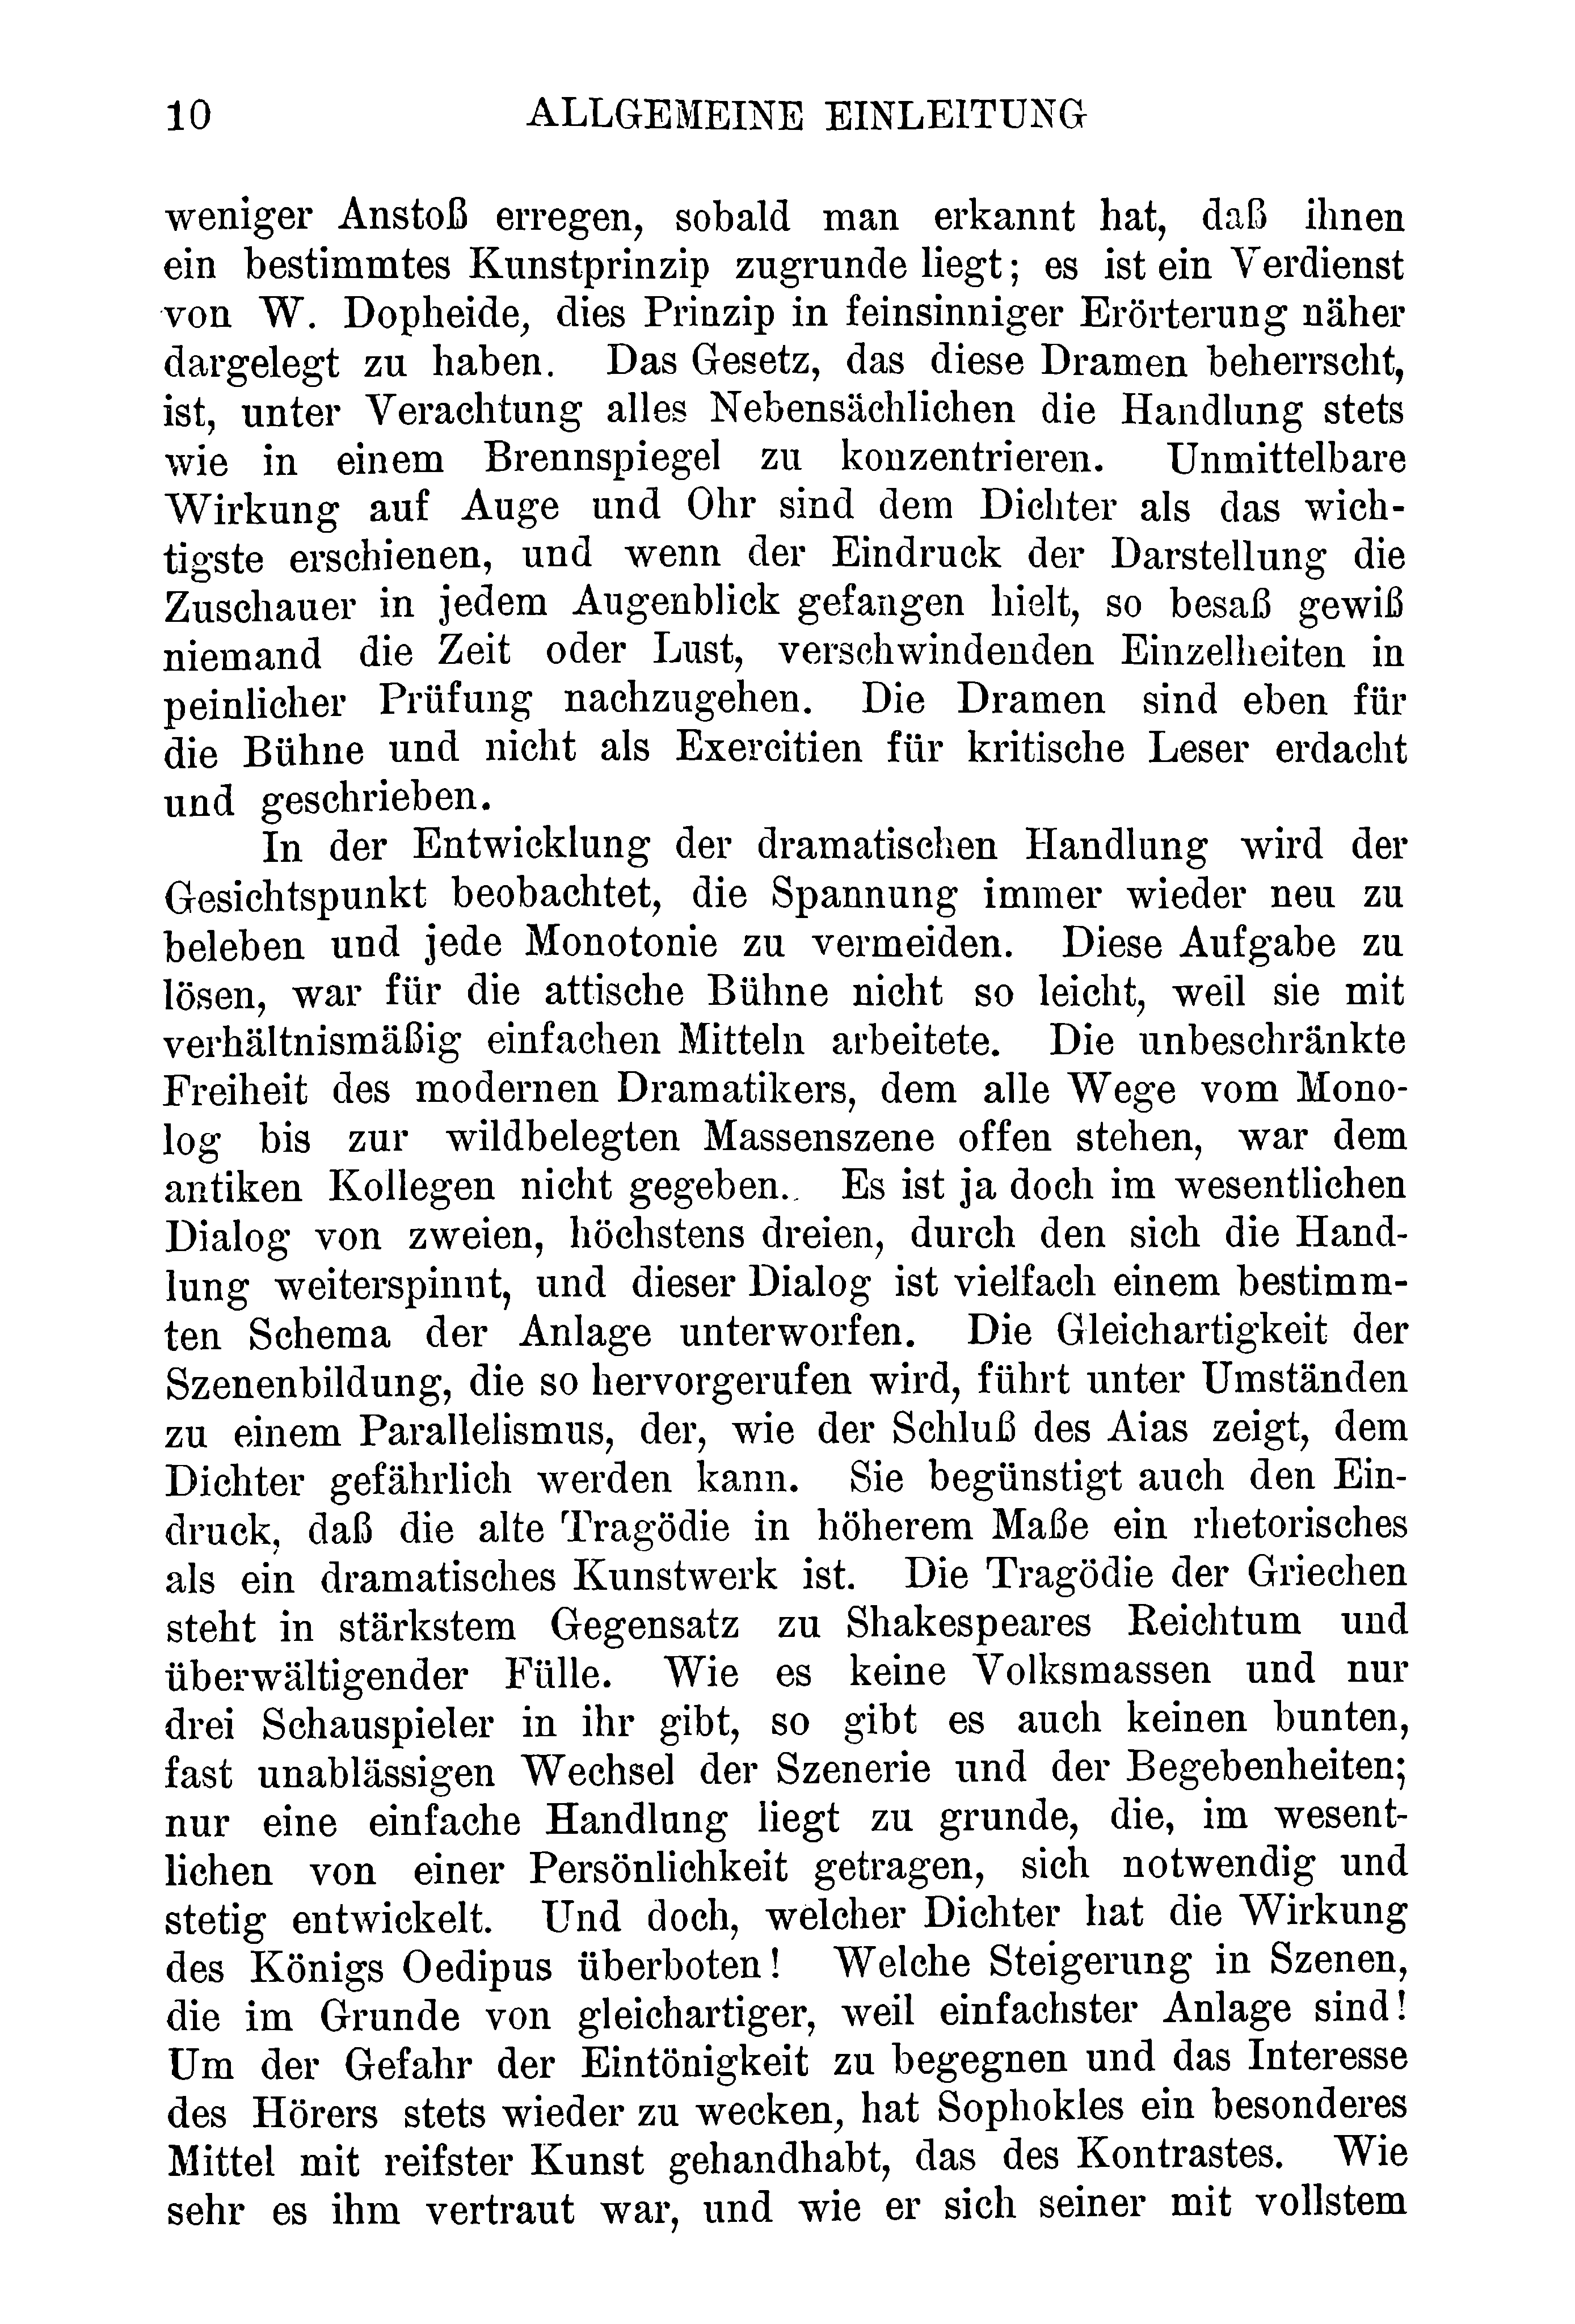 10 ALLGEMEINE EINLEITUNG
weniger Anstoß erregen, sobald man erkannt hat, daß ihnen
ein bestimmtes Kunstprinzip zugrunde liegt; es ist ein Verdienst
von W. Dopheide, dies Prinzip in feinsinniger Erörterung näher
dargelegt zu haben. Das Gesetz, das diese Dramen beherrscht,
ist, unter Verachtung alles Nebensächlichen die Handlung stets
wie in einem Brennspiegel zu konzentrieren. Unmittelbare
Wirkung auf Auge und Ohr sind dem Dichter als das wich-
tigste erschienen, und wenn der Eindruck der Darstellung die
Zuschauer in jedem Augenblick gefangen hielt, so besaß gewiß
niemand die Zeit oder Lust, verschwindenden Einzelheiten in
peinlicher Prüfung nachzugehen. Die Dramen sind eben für
die Bühne und nicht als Exercitien für kritische Leser erdacht
und geschrieben.
In der Entwicklung der dramatischen Handlung wird der
Gesichtspunkt beobachtet, die Spannung immer wieder neu zu
beleben und jede Monotonie zu vermeiden. Diese Aufgabe zu
lösen, war für die attische Bühne nicht so leicht, weil sie mit
verhältnismäßig einfachen Mitteln arbeitete. Die unbeschränkte
Freiheit des modernen Dramatikers, dem alle Wege vom Mono-
log bis zur wildbelegten Massenszene offen stehen, war dem
antiken Kollegen nicht gegeben. Es ist ja doch im wesentlichen
Dialog von zweien, höchstens dreien, durch den sich die Hand-
lung weiterspinnt, und dieser Dialog ist vielfach einem bestimm-
ten Schema der Anlage unterworfen. Die Gleichartigkeit der
Szenenbildung, die so hervorgerufen wird, führt unter Umständen
zu einem Parallelismus, der, wie der Schluß des Aias zeigt, dem
Dichter gefährlich werden kann. Sie begünstigt auch den Ein-
druck, daß die alte Tragödie in höherem Maße ein rhetorisches
als ein dramatisches Kunstwerk ist. Die Tragödie der Griechen
steht in stärkstem Gegensatz zu Shakespeares Reichtum und
überwältigender Fülle. Wie es keine Volksmassen und nur
drei Schauspieler in ihr gibt, so gibt es auch keinen bunten,
fast unablässigen Wechsel der Szenerie und der Begebenheiten;
nur eine einfache Handlung liegt zu grunde, die, im wesent-
lichen von einer Persönlichkeit getragen, sich notwendig und
stetig entwickelt. Und doch, welcher Dichter hat die Wirkung
des Königs Oedipus überboten! Welche Steigerung in Szenen,
die im Grunde von gleichartiger, weil einfachster Anlage sind!
Um der Gefahr der Eintönigkeit zu begegnen und das Interesse
des Hörers stets wieder zu wecken, hat Sophokles ein besonderes
Mittel mit reifster Kunst gehandhabt, das des Kontrastes. Wie
sehr es ihm vertraut war, und wie er sich seiner mit vollstem